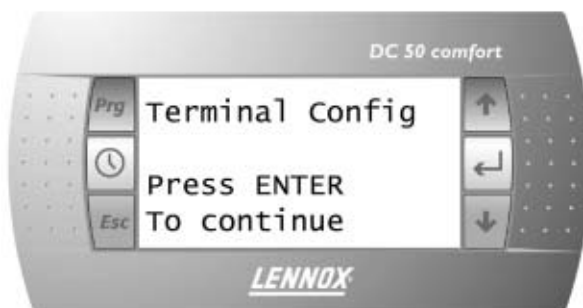 DC 50 comfort
Prg
Terminal Config
Press ENTER
Esc
To continue
LENNOX